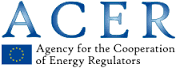 ACER
Agency for the Cooperation
of Energy Regulators